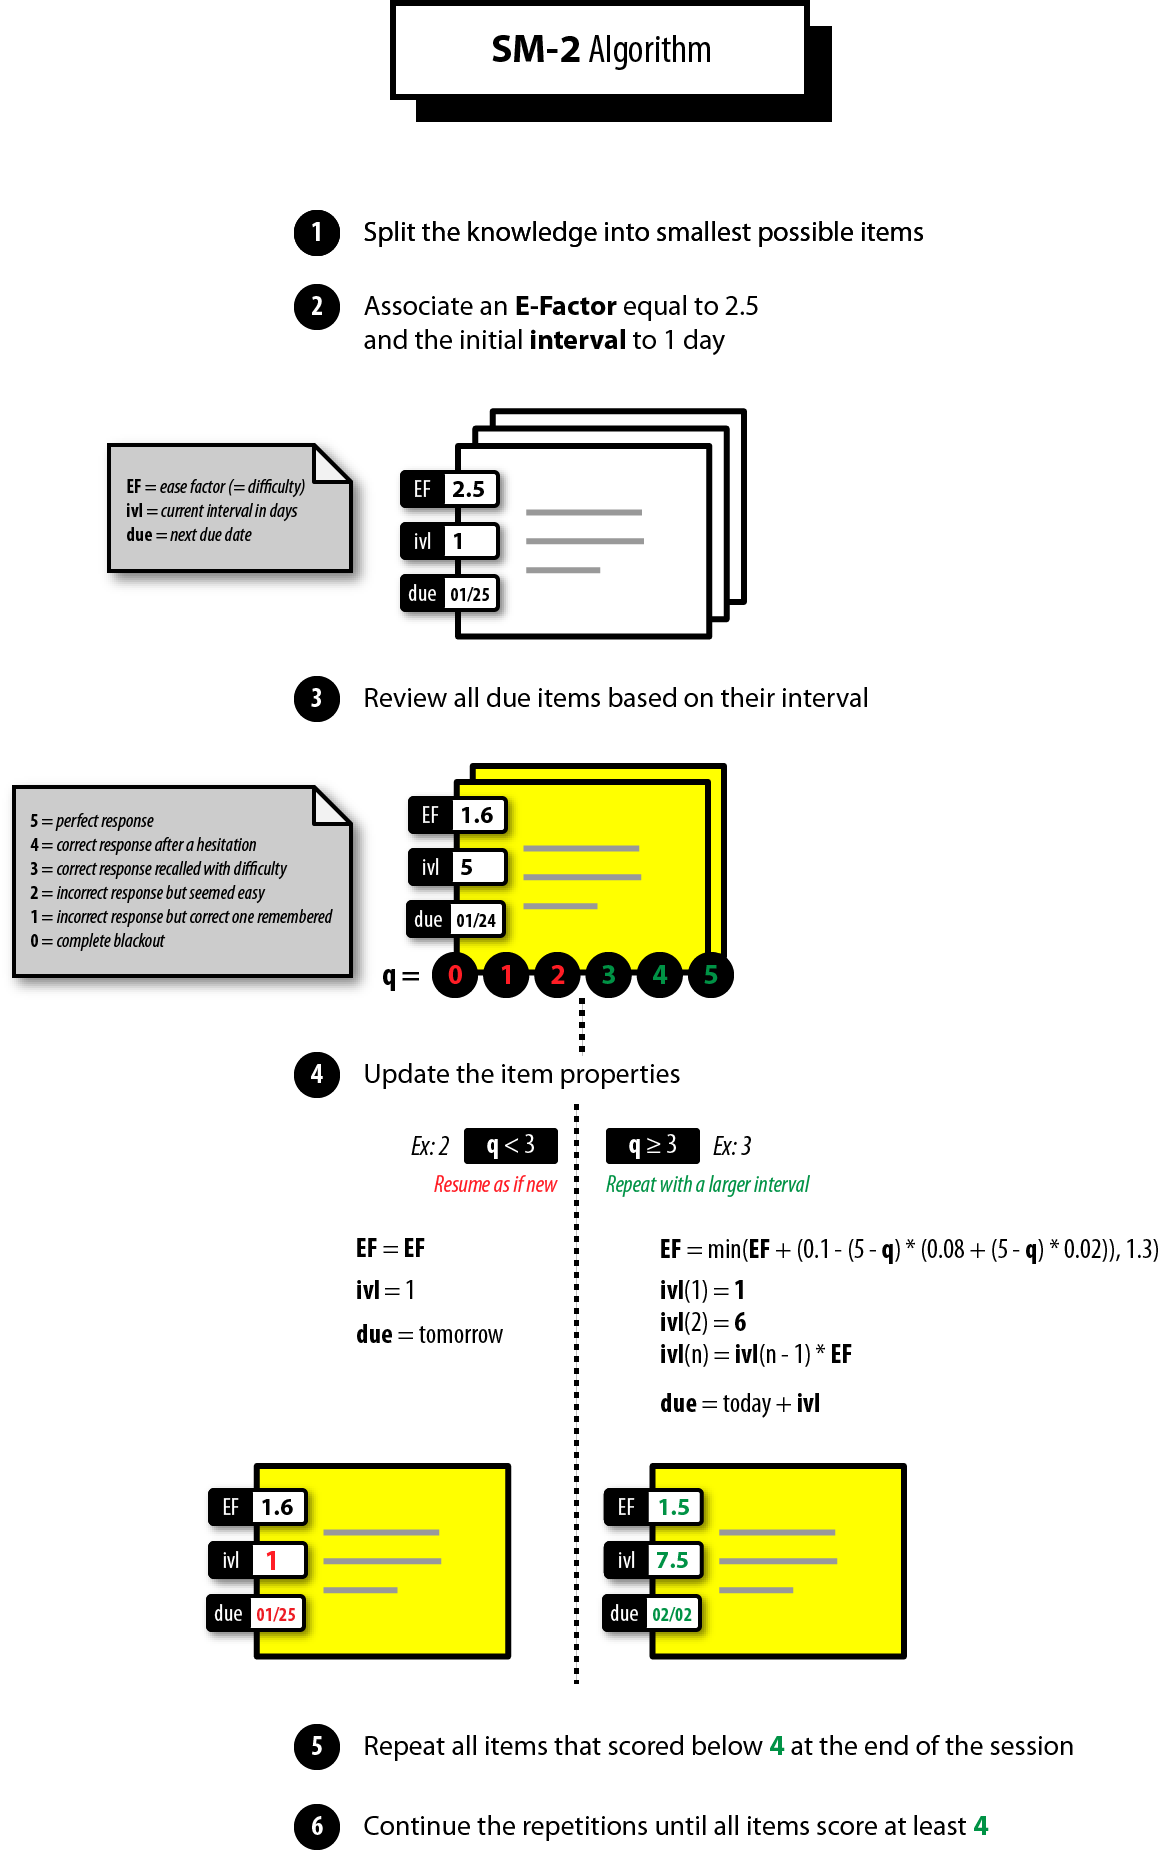 SM-2 Algorithm
1 Split the knowledge into smallest possible items
2 Associate an E-Factor equal to 2.5
and the initial interval to 1 day
EF = ease factor (= difficulty)
ivl = current interval in days
due = next due date
EF 2.5
ivl 1
due 01/25
3 Review all due items based on their interval
5 = perfect response
4 = correct response after a hesitation
3 = correct response recalled with difficulty
2 = incorrect response but seemed easy
1 = incorrect response but correct one remembered
0 = complete blackout
EF 1.6
ivl 5
due 01/24
q = 0 1 2 3 4 5
4 Update the item properties
Ex: 2 q < 3
Resume as if new
EF = EF
ivl = 1
due = tomorrow
EF 1.6
ivl 1
due 01/25
q ≥ 3 Ex: 3
Repeat with a larger interval
EF = min(EF + (0.1 - (5 - q) * (0.08 + (5 - q) * 0.02)), 1.3)
ivl(1) = 1
ivl(2) = 6
ivl(n) = ivl(n - 1) * EF
due = today + ivl
EF 1.5
ivl 7.5
due 02/02
5 Repeat all items that scored below 4 at the end of the session
6 Continue the repetitions until all items score at least 4